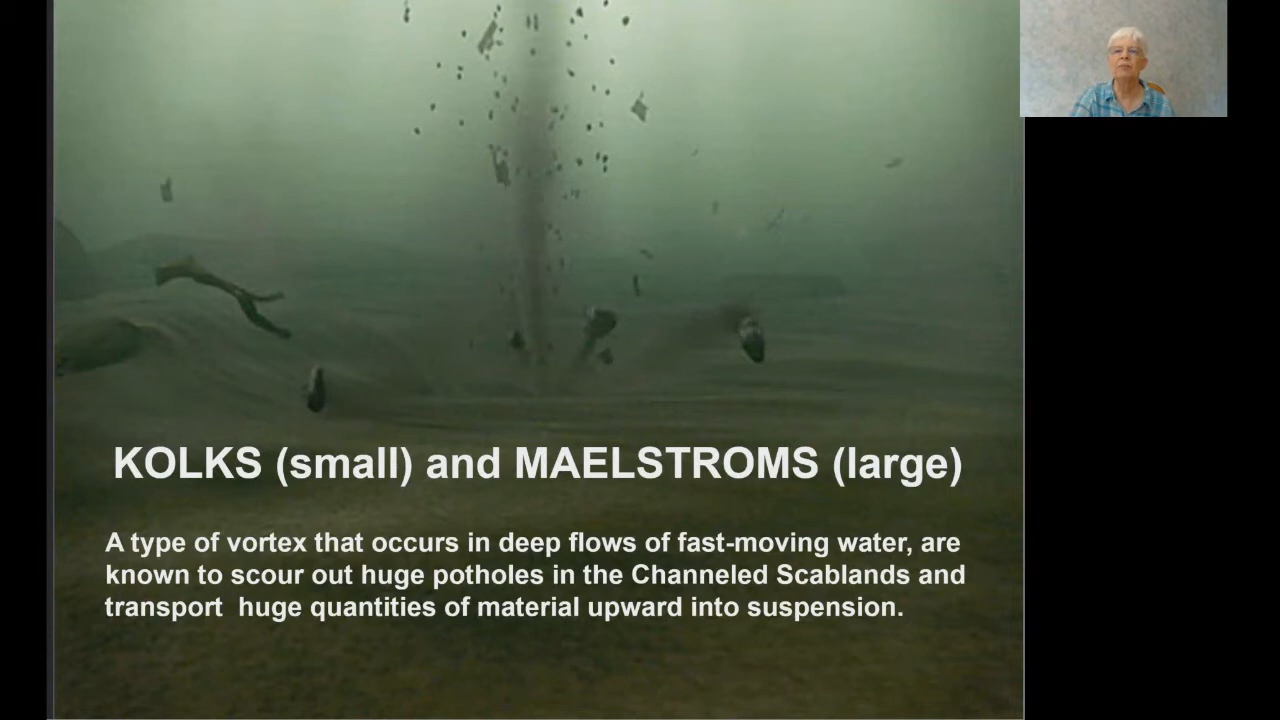 KOLKS (small) and MAELSTROMS (large)
A type of vortex that occurs in deep flows of fast-moving water, are
known to scour out huge potholes in the Channeled Scablands and
transport  huge quantities of material upward into suspension.